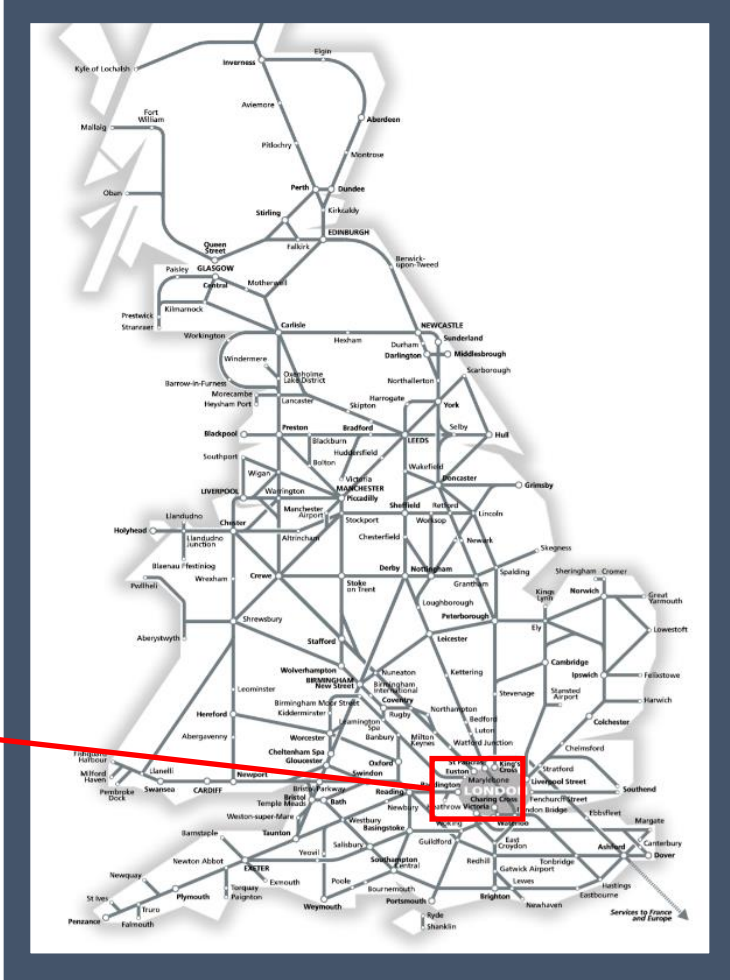 Kyle of Lochalsh
Inverness
Elgin
Aviemore
Aberdeen
Fort
William
Mallaig
Pitlochry
Montrose
Perth
Dundee
Oban
Stirling
Kirkcaldy
EDINBURGH
Falkirk
Queen
Street
GLASGOW
Central
Paisley
Motherwell
Berwick-
upon-Tweed
Prestwick
Stranraer
Kilmarnock
Carlisle
Workington
Hexham
NEWCASTLE
Sunderland
Durham
Darlington
Middlesbrough
Windermere
Oxenholme
Lake District
Northallerton
Scarborough
Barrow-in-Furness
Morecambe
Heysham Port
Lancaster
Skipton
Harrogate
York
Blackpool
Preston
Blackburn
Bradford
LEEDS
Selby
Hull
Southport
Bolton
Huddersfield
Wakefield
Wigan
Victoria
MANCHESTER
Piccadilly
Doncaster
Grimsby
LIVERPOOL
Warrington
Manchester
Airport
Stockport
Sheffield
Retford
Worksop
Lincoln
Llandudno
Holyhead
Llandudno
Junction
Chester
Altrincham
Chesterfield
Newark
Blaenau Ffestiniog
Wrexham
Crewe
Stoke
on Trent
Derby
Nottingham
Grantham
Spalding
Skegness
Pwllheli
Sheringham
Cromer
Kings
Lynn
Norwich
Great
Yarmouth
Loughborough
Peterborough
Ely
Lowestoft
Aberystwyth
Shrewsbury
Stafford
Leicester
Wolverhampton
BIRMINGHAM
New Street
Nuneaton
Birmingham
International
Kettering
Cambridge
Ipswich
Felixstowe
Leominster
Birmingham Moor Street
Kidderminster
Coventry
Rugby
Northampton
Stevenage
Stansted
Airport
Harwich
Hereford
Leamington
Spa
Bedford
Luton
Colchester
Abergavenny
Worcester
Banbury
Milton
Keynes
Watford Junction
Chelmsford
Cheltenham Spa
Gloucester
Oxford
Fishguard
Harbour
Milford
Haven
Pembroke
Dock
Llanelli
Swansea
CARDIFF
Newport
Swindon
St Pancras
Euston
King's
Cross
Marylebone
Stratford
Liverpool Street
Southend
Paddington
LONDON
Fenchurch Street
Bristol Parkway
Bristol
Temple Meads
Bath
Reading
Heathrow
Victoria
Charing Cross
London Bridge
Waterloo
Ebbsfleet
Margate
Weston-super-Mare
Westbury
Newbury
Basingstoke
Woking
Guildford
East
Croydon
Canterbury
Barnstaple
Taunton
Salisbury
Redhill
Gatwick Airport
Tonbridge
Ashford
Dover
Newton Abbot
EXETER
Yeovil
Southampton
Central
Lewes
Hastings
Eastbourne
Newquay
Exmouth
Poole
Bournemouth
Portsmouth
Brighton
Newhaven
St Ives
Plymouth
Torquay
Paignton
Weymouth
Truro
Penzance
Falmouth
Ryde
Shanklin
Services to France
and Europe